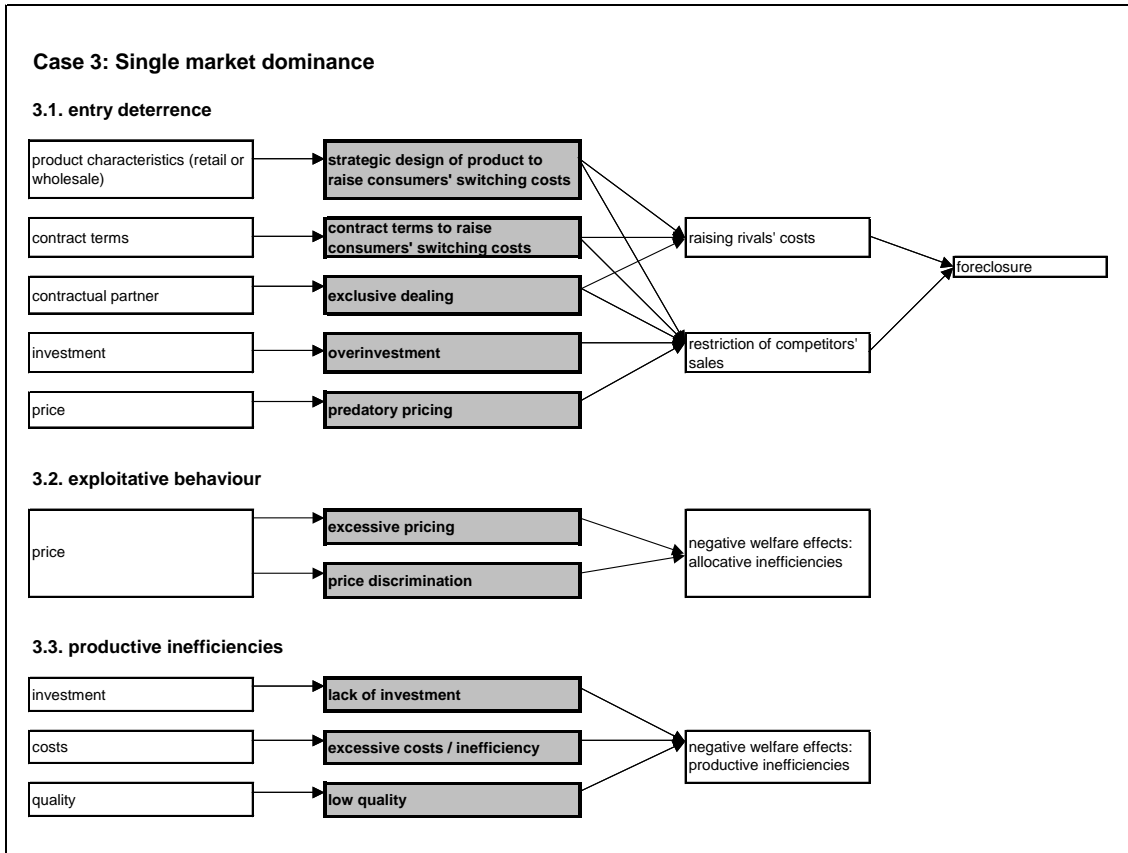 Case 3: Single market dominance
3.1. entry deterrence
product characteristics (retail or
wholesale)
strategic design of product to
raise consumers' switching costs
contract terms
contract terms to raise
consumers' switching costs
raising rivals' costs
foreclosure
contractual partner
exclusive dealing
investment
overinvestment
restriction of competitors'
sales
price
predatory pricing
3.2. exploitative behaviour
price
excessive pricing
price discrimination
negative welfare effects:
allocative inefficiencies
3.3. productive inefficiencies
investment
lack of investment
costs
excessive costs / inefficiency
negative welfare effects:
productive inefficiencies
quality
low quality